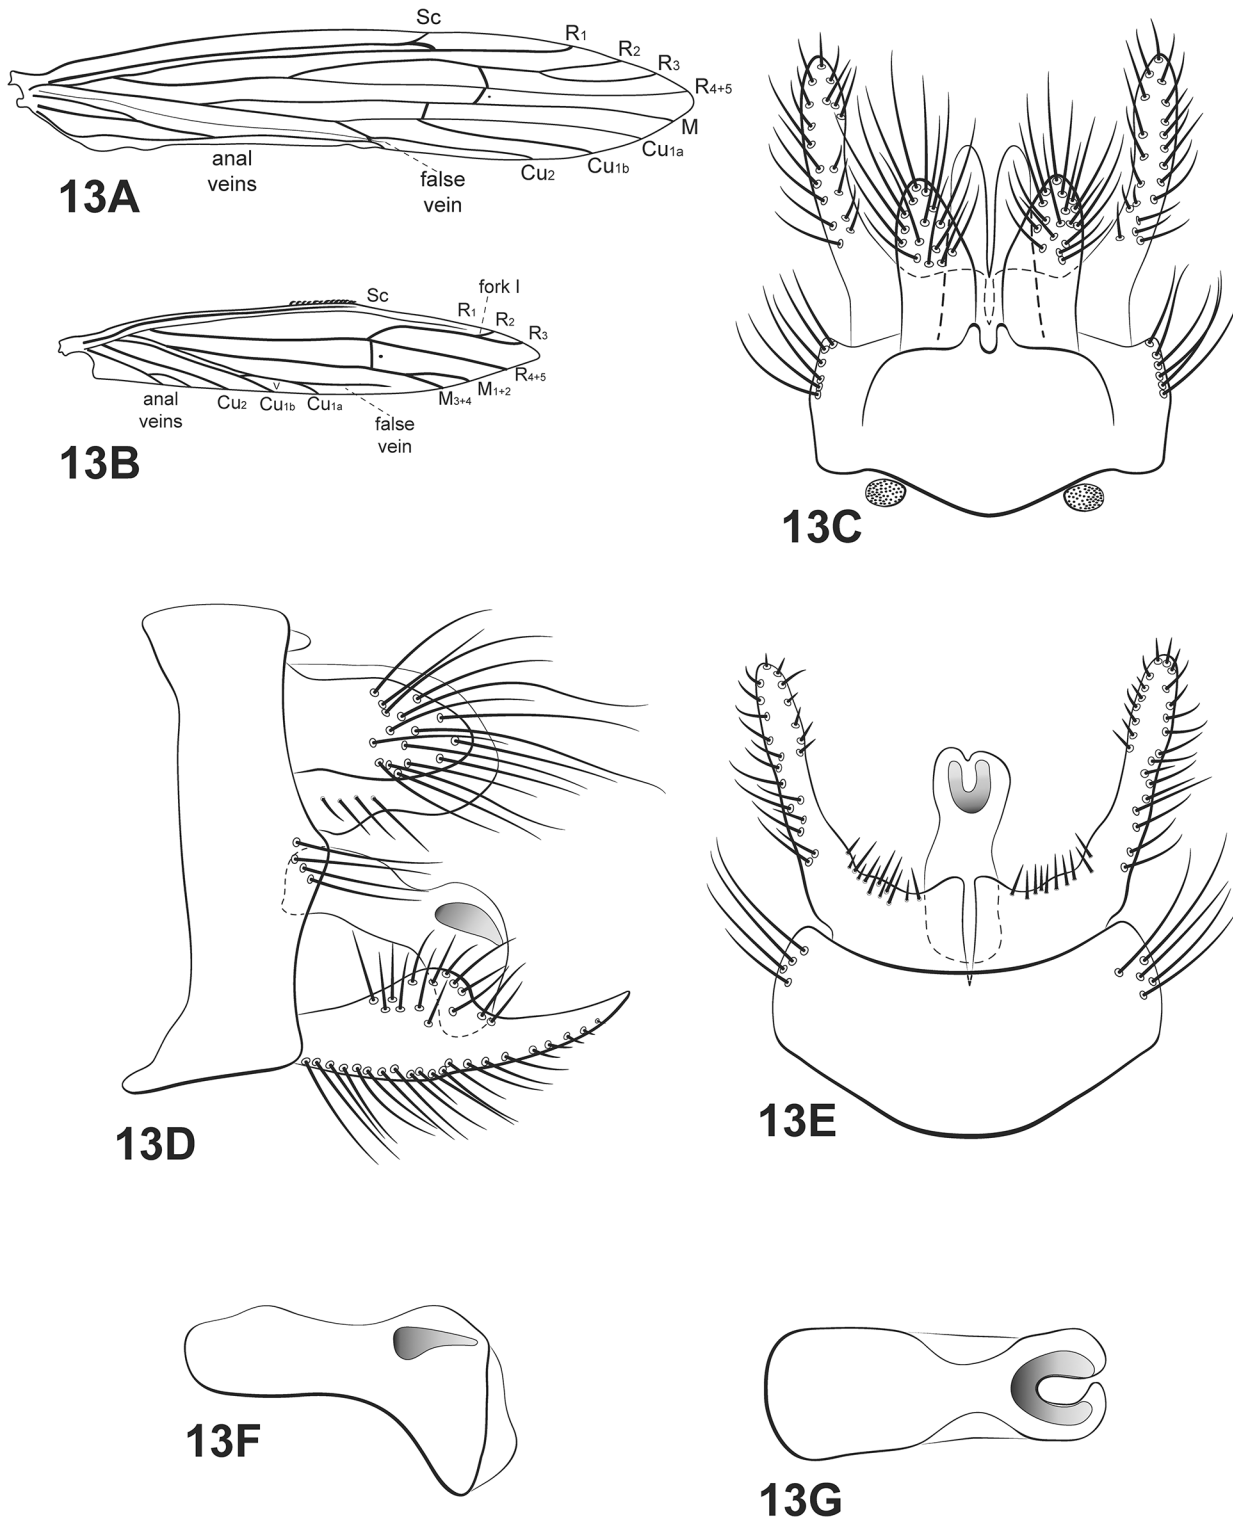 Sc
R1
R2
R3
R4+5
M
Cu1a
Cu1b
Cu2
false
vein
anal
veins
13A
Sc
fork I
R1
R2
R3
R4+5
M1+2
M3+4
false
vein
Cu1a
v
Cu1b
Cu2
anal
veins
13B
13C
13D
13E
13F
13G